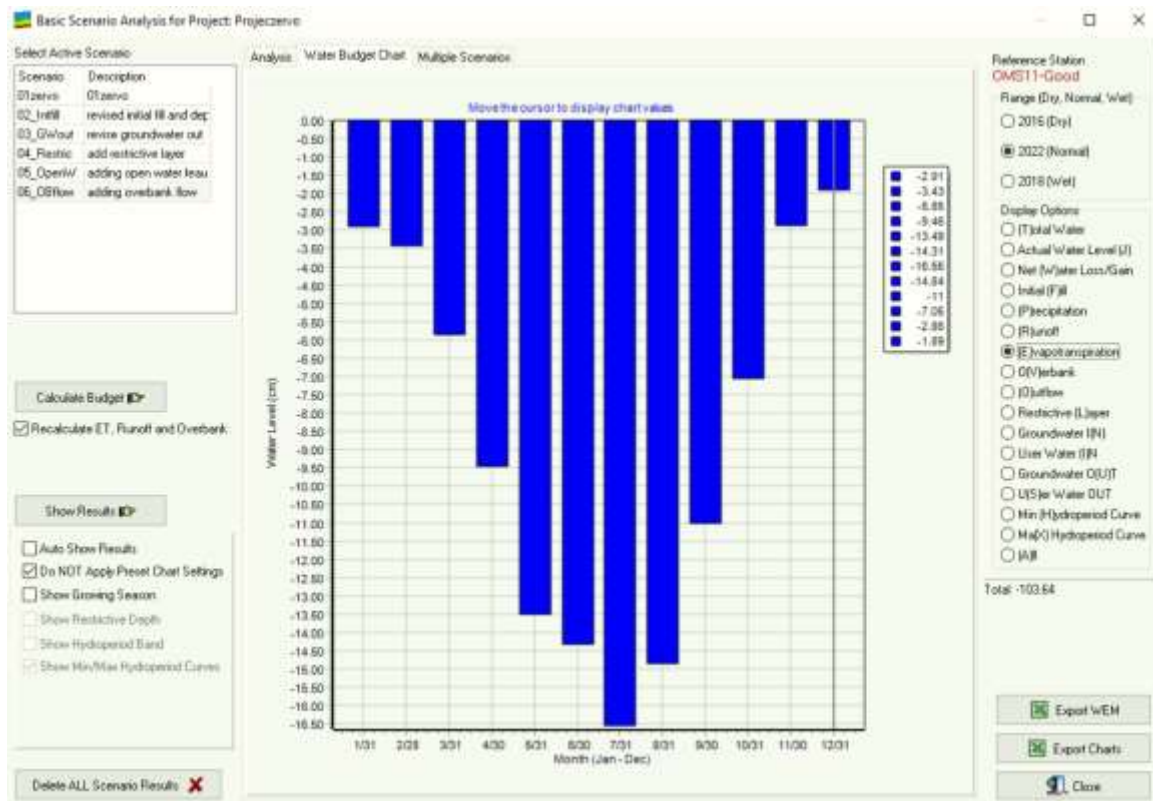 Basic Scenario Analysis for Project: Projeczervo
Select Active Scenario
Scenario Description
01zervo 01zervo
02_Intfill revised initial fill and dep
03_GWout revise groundwater out
04_Restric add restrictive layer
05_OpenW adding open water
06_OBflow adding overbank flow
Calculate Budget
Recalculate ET, Runoff and Overbank
Show Results
Auto Show Results
Do NOT Apply Preset Chart Settings
Show Growing Season
Show Restrictive Depth
Show Hydroperiod Band
Show Min/Max Hydroperiod Curves
Delete ALL Scenario Results
Analysis Water Budget Chart Multiple Scenarios
Move the cursor to display chart values
Water Level (cm)
0.00
-0.50
-1.00
-1.50
-2.00
-2.50
-3.00
-3.50
-4.00
-4.50
-5.00
-5.50
-6.00
-6.50
-7.00
-7.50
-8.00
-8.50
-9.00
-9.50
-10.00
-10.50
-11.00
-11.50
-12.00
-12.50
-13.00
-13.50
-14.00
-14.50
-15.00
-15.50
-16.00
-16.50
1/31 2/28 3/31 4/30 5/31 6/30 7/31 8/31 9/30 10/31 11/30 12/31
Month (Jan - Dec)
-2.91
-3.43
-9.46
-13.49
-14.31
-16.56
-14.84
-11
-7.06
-2.88
-1.89
Reference Station
OMS11-Good
Range (Dry, Normal, Wet)
2016 (Dry)
2022 (Normal)
2018 (Wet)
Display Options
(T)otal Water
Actual Water Level (J)
Net (W)ater Loss/Gain
Initial (F)ill
(P)recipitation
(R)unoff
(E)vapotranspiration
O(V)erbank
(O)utflow
Restrictive (L)ayer
Groundwater I(N)
User Water (I)N
Groundwater O(U)T
U(S)er Water OUT
Min (H)ydroperiod Curve
Ma(X) Hydroperiod Curve
(A)ll
Total -103.64
Export WEM
Export Charts
Close